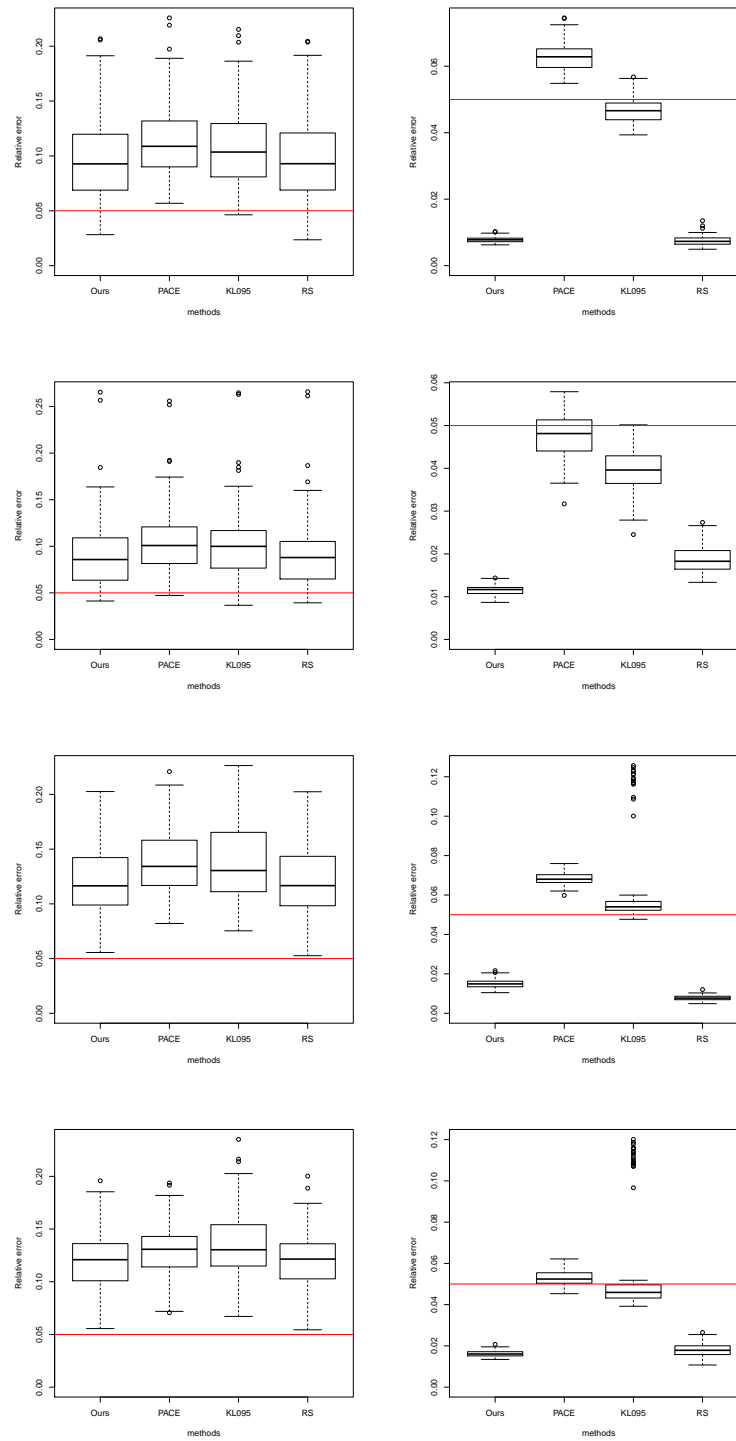 Relative error
0.00 0.05 0.10 0.15 0.20
Ours PACE KL095 RS
methods
Relative error
0.00 0.02 0.04 0.06
Ours PACE KL095 RS
methods
Relative error
0.00 0.05 0.10 0.15 0.20 0.25
Ours PACE KL095 RS
methods
Relative error
0.00 0.01 0.02 0.03 0.04 0.05 0.06
Ours PACE KL095 RS
methods
Relative error
0.00 0.05 0.10 0.15 0.20
Ours PACE KL095 RS
methods
Relative error
0.00 0.02 0.04 0.06 0.08 0.10 0.12
Ours PACE KL095 RS
methods
Relative error
0.00 0.05 0.10 0.15 0.20
Ours PACE KL095 RS
methods
Relative error
0.00 0.02 0.04 0.06 0.08 0.10 0.12
Ours PACE KL095 RS
methods